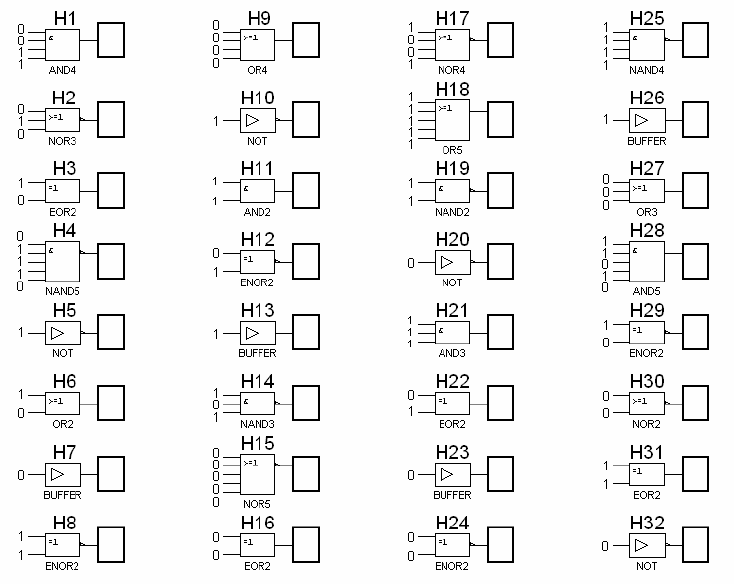 H1
0
0
1
1
&
AND4
H9
0
0
0
0
>=1
OR4
H17
1
0
0
1
>=1
NOR4
H25
1
1
1
1
&
NAND4
H2
0
1
0
>=1
NOR3
H10
1
NOT
H18
1
1
1
1
1
>=1
OR5
H26
1
BUFFER
H3
1
0
=1
EOR2
H11
1
1
&
AND2
H19
1
1
&
NAND2
H27
0
0
0
>=1
OR3
H4
0
1
1
1
0
&
NAND5
H12
0
1
=1
ENOR2
H20
0
NOT
H28
1
1
0
1
0
&
AND5
H5
1
NOT
H13
1
BUFFER
H21
1
1
1
&
AND3
H29
1
0
=1
ENOR2
H6
1
0
>=1
OR2
H14
1
0
1
&
NAND3
H22
0
1
=1
EOR2
H30
0
0
>=1
NOR2
H7
0
BUFFER
H15
0
0
0
0
0
>=1
NOR5
H23
0
BUFFER
H31
1
1
=1
EOR2
H8
1
1
=1
ENOR2
H16
0
0
=1
EOR2
H24
0
0
=1
ENOR2
H32
0
NOT